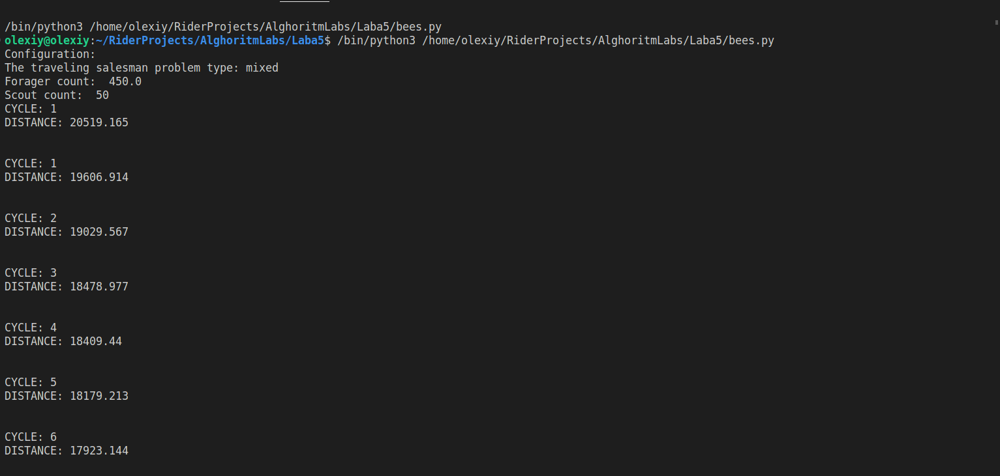 /bin/python3 /home/olexiy/RiderProjects/AlghoritmLabs/Laba5/bees.py
olexiy@olexiy:~/RiderProjects/AlghoritmLabs/Laba5$ /bin/python3 /home/olexiy/RiderProjects/AlghoritmLabs/Laba5/bees.py
Configuration:
The traveling salesman problem type: mixed
Forager count:  450.0
Scout count:  50
CYCLE: 1
DISTANCE: 20519.165
CYCLE: 1
DISTANCE: 19606.914
CYCLE: 2
DISTANCE: 19029.567
CYCLE: 3
DISTANCE: 18478.977
CYCLE: 4
DISTANCE: 18409.44
CYCLE: 5
DISTANCE: 18179.213
CYCLE: 6
DISTANCE: 17923.144